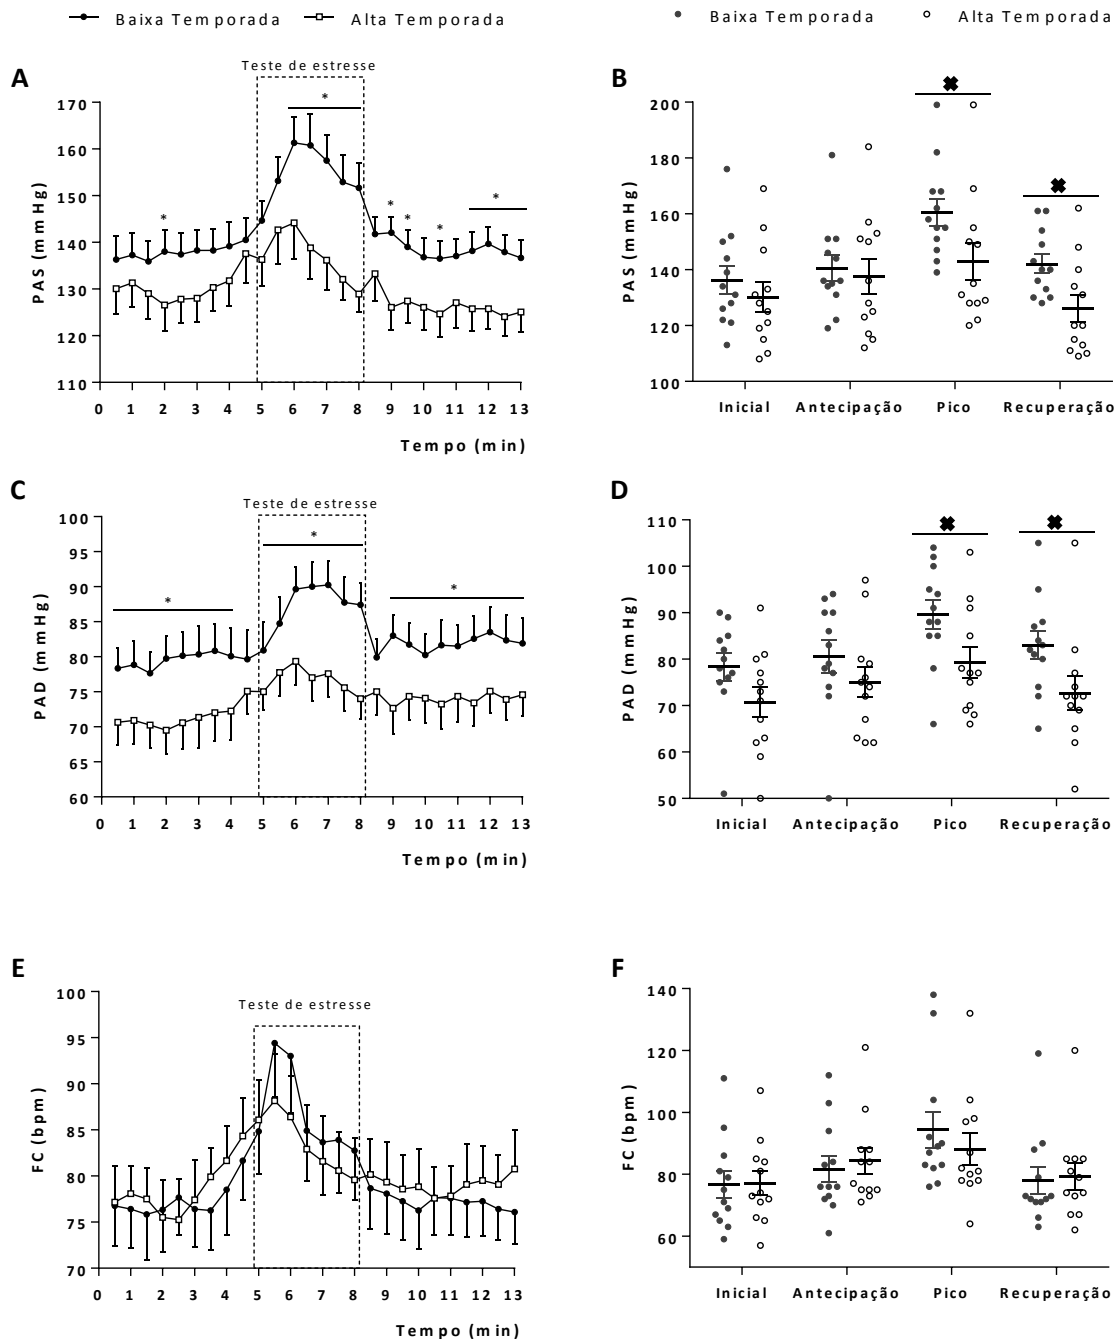 Baixa Temporada Alta Temporada
Baixa Temporada Alta Temporada
A
Teste de estresse
*
*
*
*
*
*
PAS (mmHg)
170
160
150
140
130
120
110
0 1 2 3 4 5 6 7 8 9 10 11 12 13
Tempo (min)
B
PAS (mmHg)
200
180
160
140
120
100
Inicial Antecipação Pico Recuperação
C
Teste de estresse
*
*
*
PAD (mmHg)
100
95
90
85
80
75
70
65
60
0 1 2 3 4 5 6 7 8 9 10 11 12 13
Tempo (min)
D
PAD (mmHg)
110
100
90
80
70
60
50
Inicial Antecipação Pico Recuperação
E
Teste de estresse
FC (bpm)
100
95
90
85
80
75
70
0 1 2 3 4 5 6 7 8 9 10 11 12 13
Tempo (min)
F
FC (bpm)
140
120
100
80
60
Inicial Antecipação Pico Recuperação